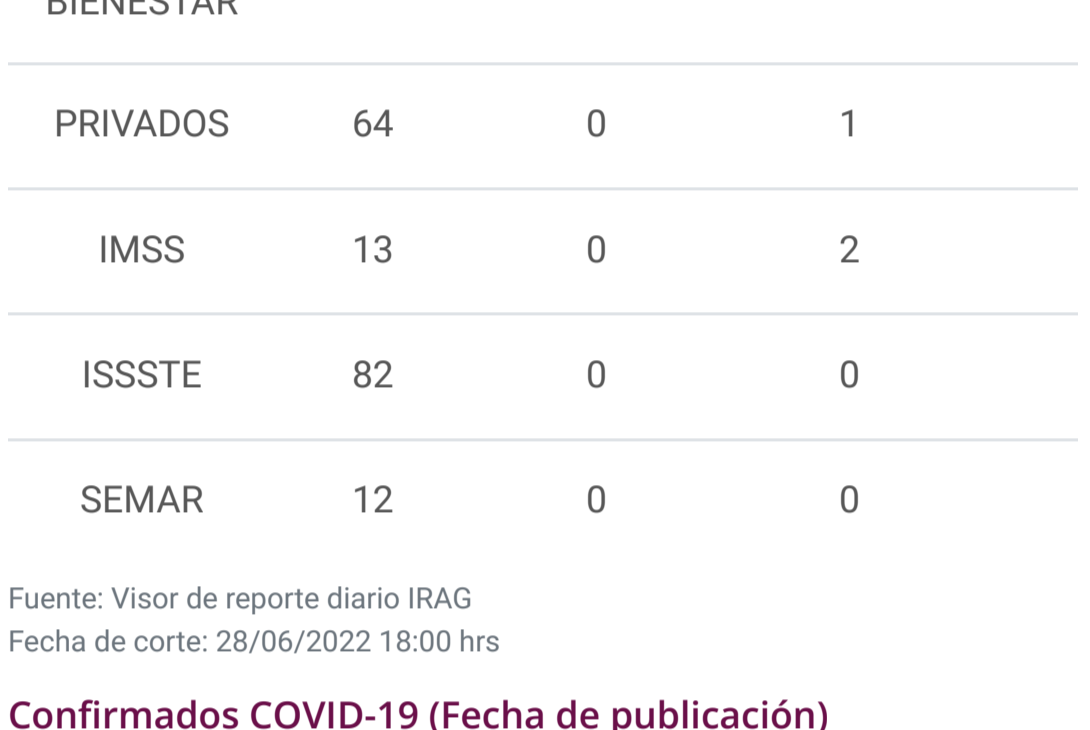 BIENESTAR
PRIVADOS 64 0 1
IMSS 13 0 2
ISSSTE 82 0 0
SEMAR 12 0 0
Fuente: Visor de reporte diario IRAG
Fecha de corte: 28/06/2022 18:00 hrs
Confirmados COVID-19 (Fecha de publicación)